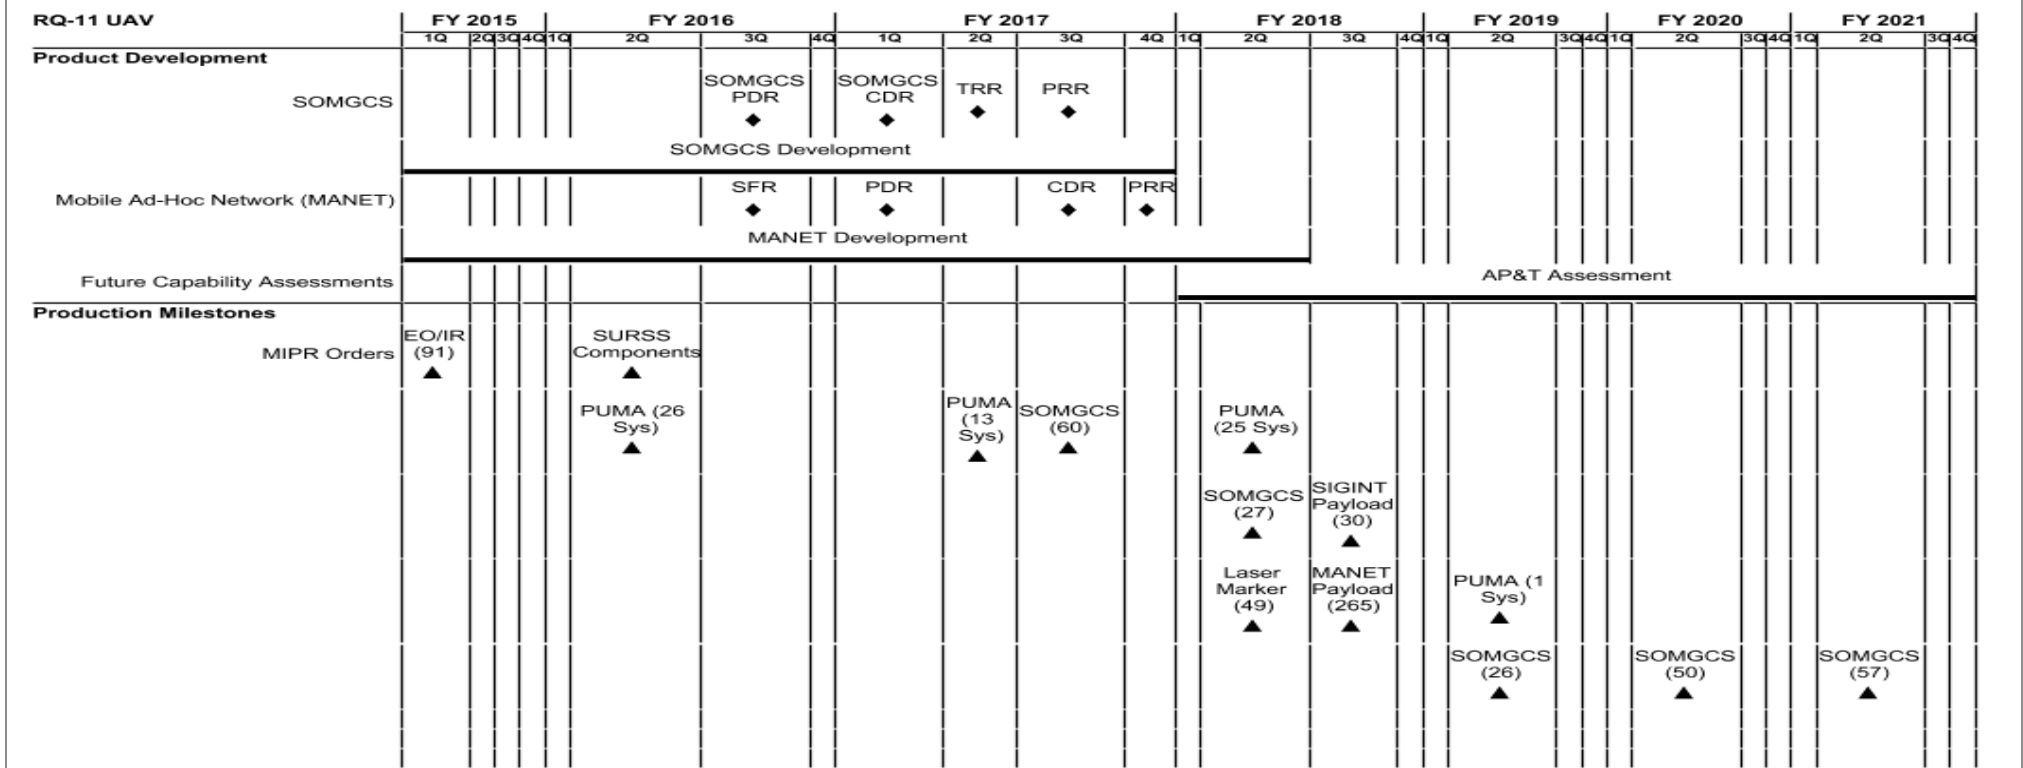 RQ-11 UAV FY 2015 FY 2016 FY 2017 FY 2018 FY 2019 FY 2020 FY 2021
1Q 2Q 3Q 4Q 1Q 2Q 3Q 4Q 1Q 2Q 3Q 4Q 1Q 2Q 3Q 4Q 1Q 2Q 3Q 4Q 1Q 2Q 3Q 4Q 1Q 2Q 3Q 4Q
Product Development
SOMGCS
SOMGCS
PDR
SOMGCS
CDR
TRR
PRR
SOMGCS Development
Mobile Ad-Hoc Network (MANET)
SFR PDR CDR PRR
MANET Development
Future Capability Assessments
AP&T Assessment
Production Milestones
MIPR Orders
EO/IR
(91)
SURSS
Components
PUMA (26
Sys)
PUMA
(13
Sys)
SOMGCS
(60)
PUMA
(25 Sys)
SOMGCS
(27)
SIGINT
Payload
(30)
Laser
Marker
(49)
MANET
Payload
(265)
PUMA (1
Sys)
SOMGCS
(26)
SOMGCS
(50)
SOMGCS
(57)